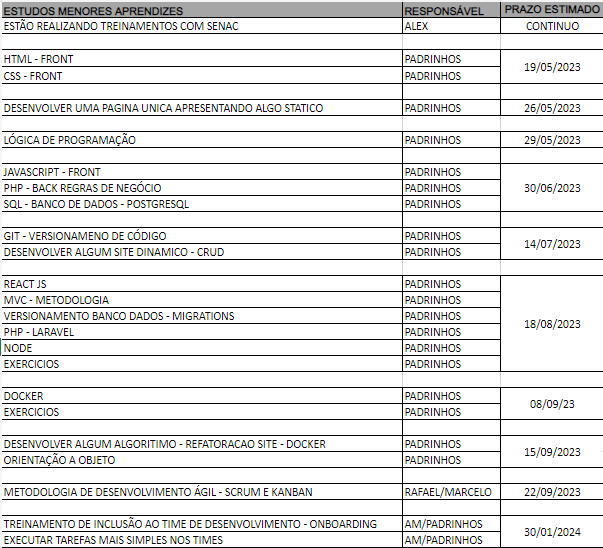 ESTUDOS MENORES APRENDIZES RESPONSÁVEL PRAZO ESTIMADO
ESTÃO REALIZANDO TREINAMENTOS COM SENAC ALEX CONTINUO
HTML - FRONT PADRINHOS 19/05/2023
CSS - FRONT PADRINHOS
DESENVOLVER UMA PAGINA UNICA APRESENTANDO ALGO STATICO PADRINHOS 26/05/2023
LÓGICA DE PROGRAMAÇÃO PADRINHOS 29/05/2023
JAVASCRIPT - FRONT PADRINHOS
PHP - BACK REGRAS DE NEGÓCIO PADRINHOS 30/06/2023
SQL - BANCO DE DADOS - POSTGRESQL PADRINHOS
GIT - VERSIONAMENO DE CÓDIGO PADRINHOS 14/07/2023
DESENVOLVER ALGUM SITE DINAMICO - CRUD PADRINHOS
REACT JS PADRINHOS
MVC - METODOLOGIA PADRINHOS
VERSIONAMENTO BANCO DADOS - MIGRATIONS PADRINHOS 18/08/2023
PHP - LARAVEL PADRINHOS
NODE PADRINHOS
EXERCICIOS PADRINHOS
DOCKER PADRINHOS 08/09/23
EXERCICIOS PADRINHOS
DESENVOLVER ALGUM ALGORITIMO - REFATORACAO SITE - DOCKER PADRINHOS 15/09/2023
ORIENTAÇÃO A OBJETO PADRINHOS
METODOLOGIA DE DESENVOLVIMENTO ÁGIL - SCRUM E KANBAN RAFAEL/MARCELO 22/09/2023
TREINAMENTO DE INCLUSÃO AO TIME DE DESENVOLVIMENTO - ONBOARDING AM/PADRINHOS 30/01/2024
EXECUTAR TAREFAS MAIS SIMPLES NOS TIMES AM/PADRINHOS